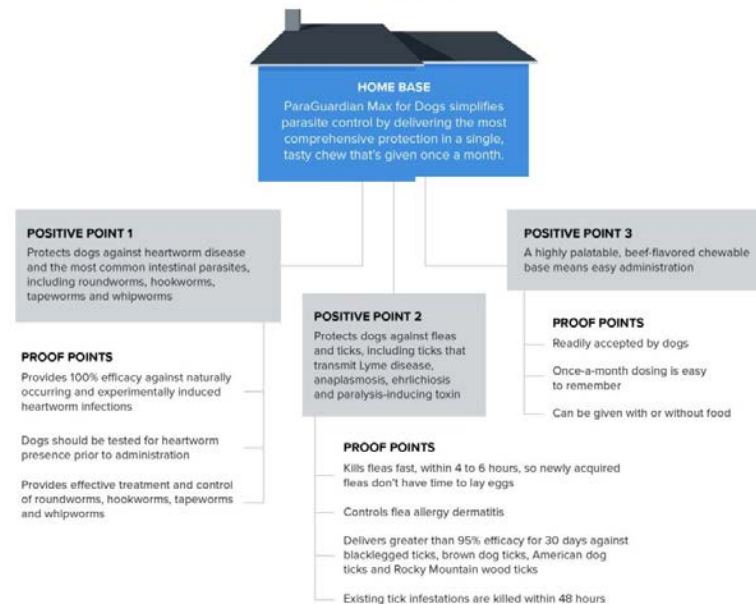 HOME BASE
ParaGuardian Max for Dogs simplifies
parasite control by delivering the most
comprehensive protection in a single,
tasty chew that's given once a month.
POSITIVE POINT 1
Protects dogs against heartworm disease
and the most common intestinal parasites,
including roundworms, hookworms,
tapeworms and whipworms
PROOF POINTS
Provides 100% efficacy against naturally
occurring and experimentally induced
heartworm infections
Dogs should be tested for heartworm
presence prior to administration
Provides effective treatment and control
of roundworms, hookworms, tapeworms
and whipworms
POSITIVE POINT 2
Protects dogs against fleas
and ticks, including ticks that
transmit Lyme disease,
anaplasmosis, ehrlichiosis
and paralysis-inducing toxin
PROOF POINTS
Kills fleas fast, within 4 to 6 hours, so newly acquired
fleas don't have time to lay eggs
Controls flea allergy dermatitis
Delivers greater than 95% efficacy for 30 days against
blacklegged ticks, brown dog ticks, American dog
ticks and Rocky Mountain wood ticks
Existing tick infestations are killed within 48 hours
POSITIVE POINT 3
A highly palatable, beef-flavored chewable
base means easy administration
PROOF POINTS
Readily accepted by dogs
Once-a-month dosing is easy
to remember
Can be given with or without food